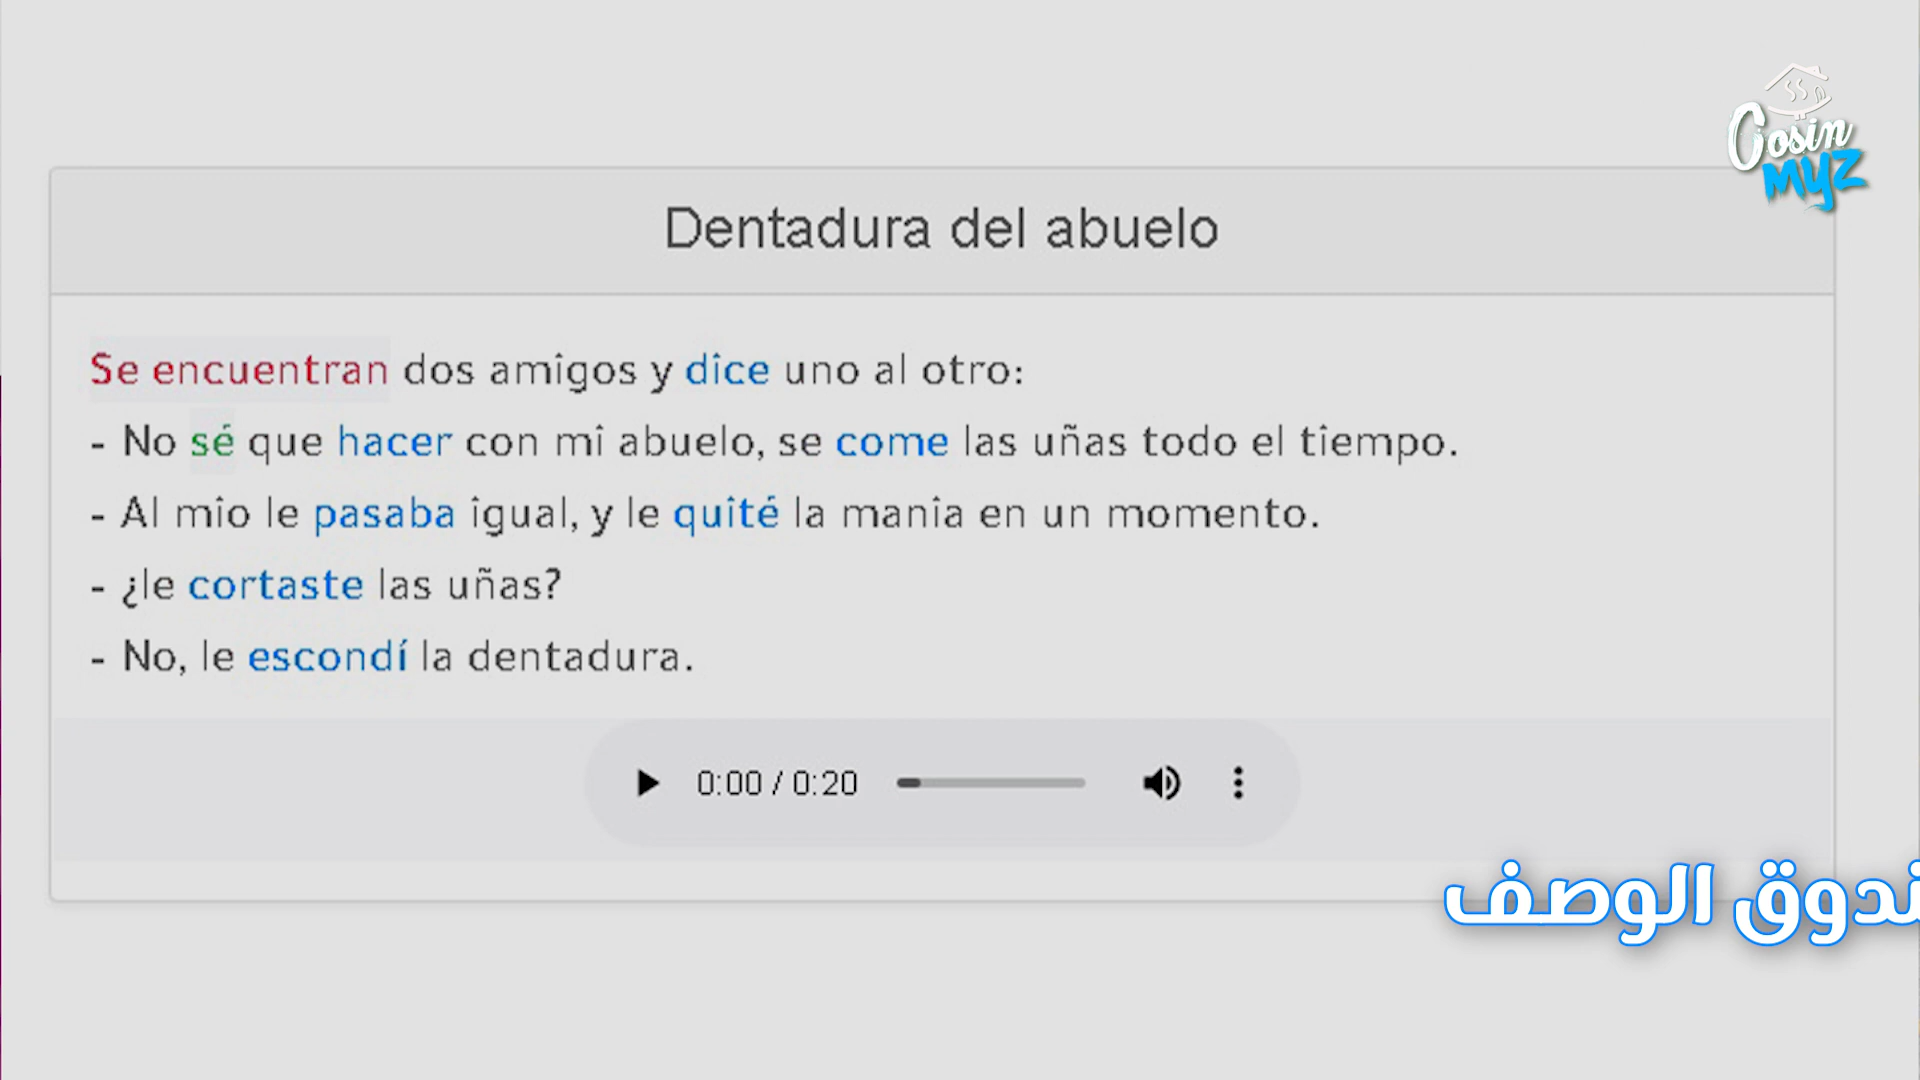 Cosin
MYZ
Dentadura del abuelo
Se encuentran dos amigos y dice uno al otro:
- No sé que hacer con mi abuelo, se come las uñas todo el tiempo.
- Al mio le pasaba igual, y le quité la mania en un momento.
- ¿le cortaste las uñas?
- No, le escondí la dentadura.
0:00 / 0:20
الوصف